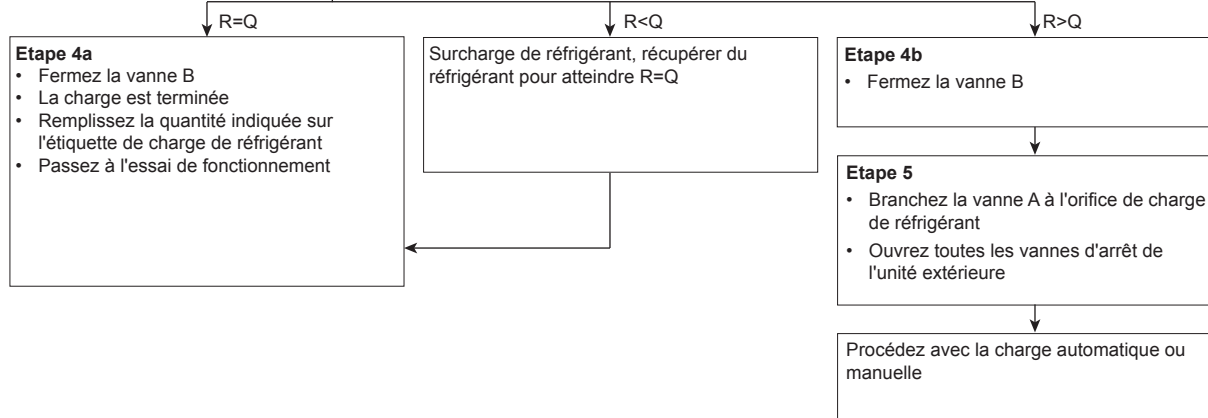 R=Q
R<Q
R>Q
Etape 4a
• Fermez la vanne B
• La charge est terminée
• Remplissez la quantité indiquée sur
l'étiquette de charge de réfrigérant
• Passez à l'essai de fonctionnement
Surcharge de réfrigérant, récupérer du
réfrigérant pour atteindre R=Q
Etape 4b
• Fermez la vanne B
Etape 5
• Branchez la vanne A à l'orifice de charge
de réfrigérant
• Ouvrez toutes les vannes d'arrêt de
l'unité extérieure
Procédez avec la charge automatique ou
manuelle